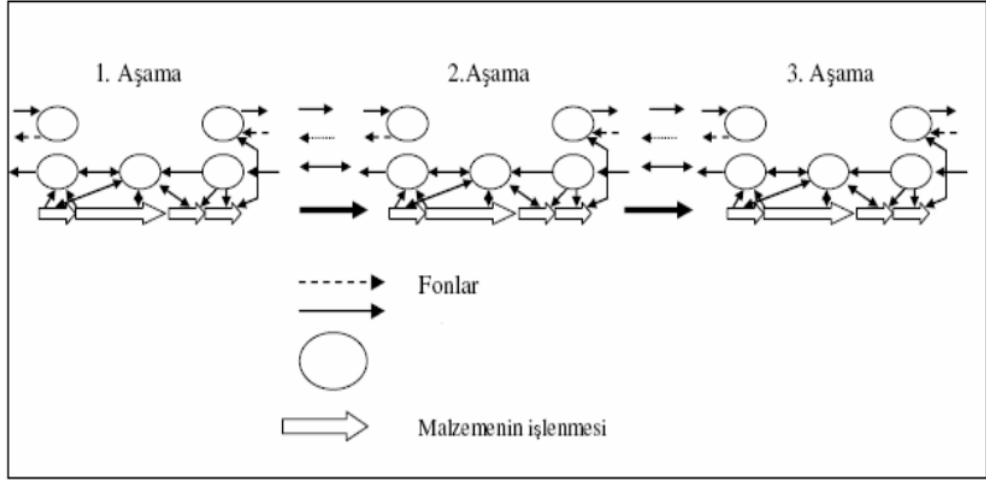 1. Aşama
2.Aşama
3. Aşama
Fonlar
Malzemenin işlenmesi